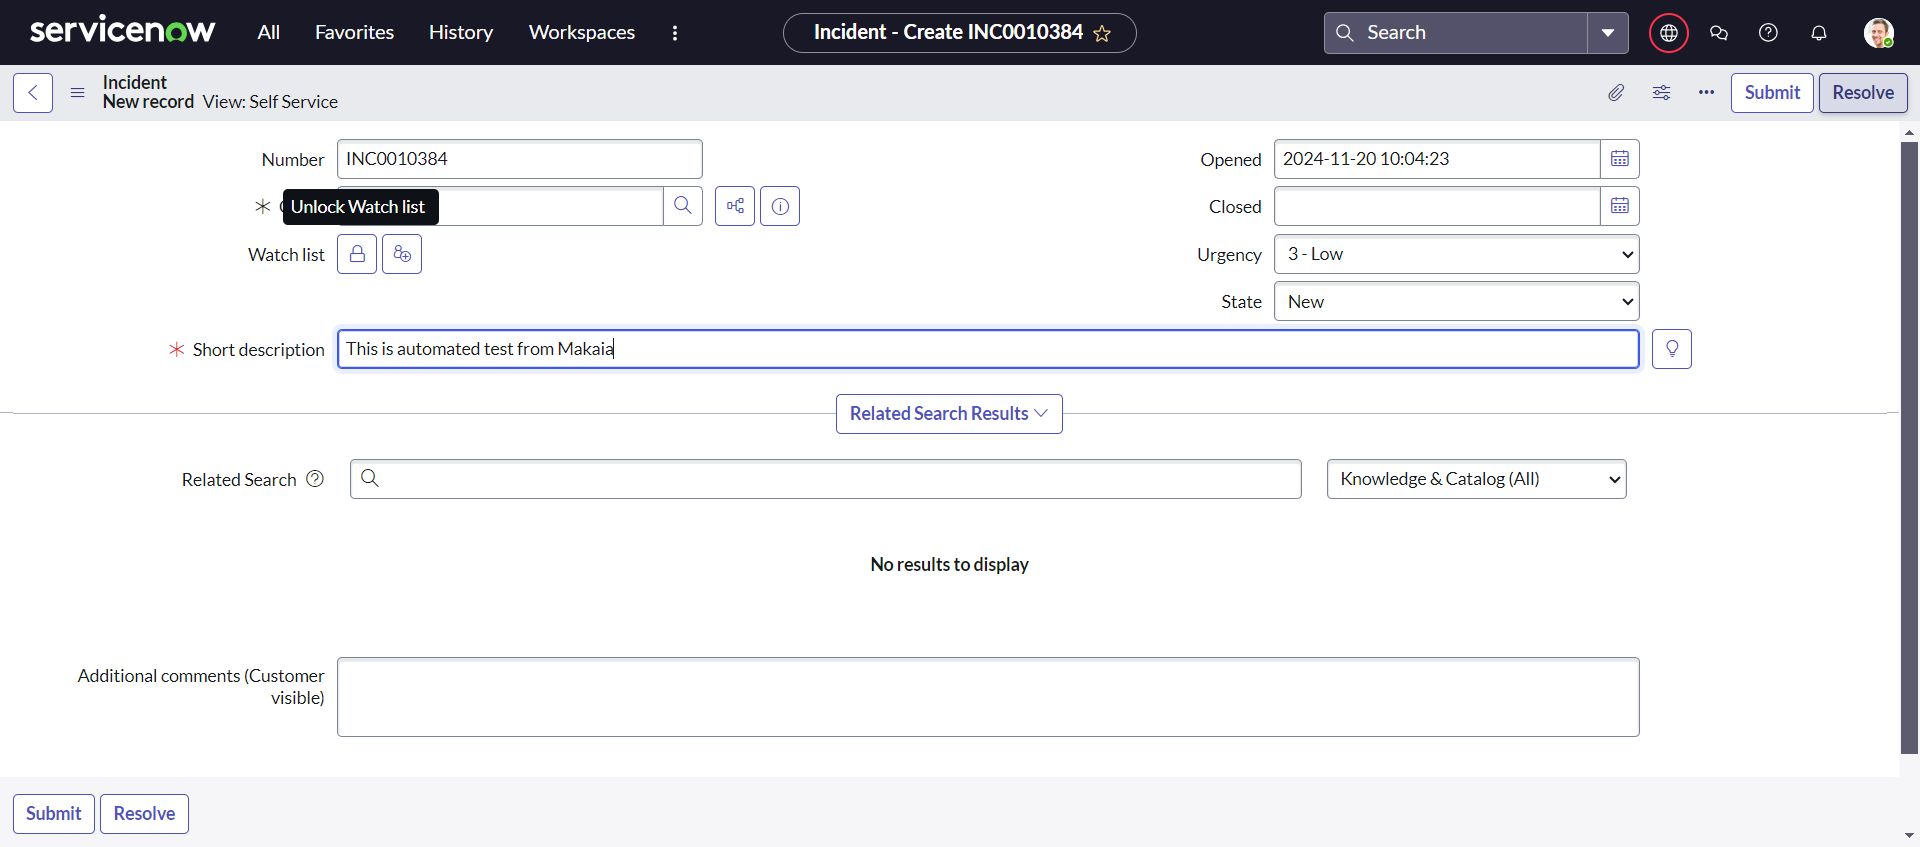 servicenow All Favorites History Workspaces Incident - Create INC0010384 Search
Incident
New record View: Self Service Submit Resolve
Number INC0010384 Opened 2024-11-20 10:04:23
Unlock Watch list Closed
Watch list Urgency 3 - Low
State New
Short description This is automated test from Makaia
Related Search Results
Related Search Knowledge & Catalog (All)
No results to display
Additional comments (Customer
visible)
Submit Resolve